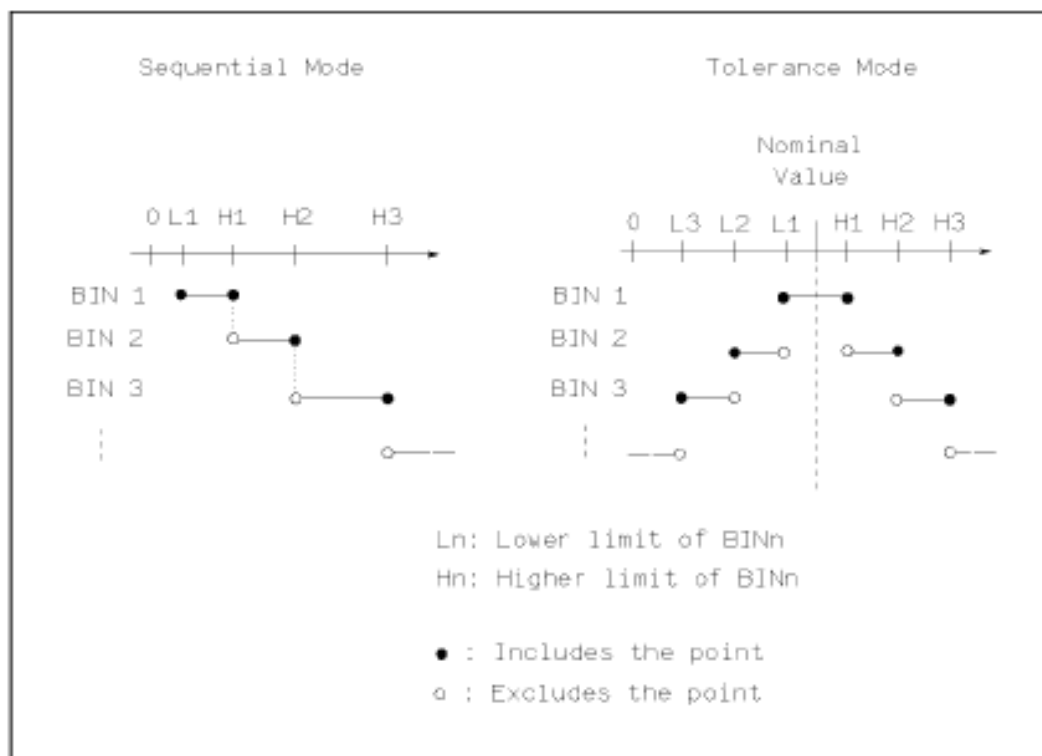 Sequential Mode
Tolerance Mode
Nominal
Value
0 L1 H1 H2 H3
0 L3 L2 L1 H1 H2 H3
BIN 1
BIN 2
BIN 3
BIN 1
BIN 2
BIN 3
Ln: Lower limit of BINn
Hn: Higher limit of BINn
● : Includes the point
○ : Excludes the point